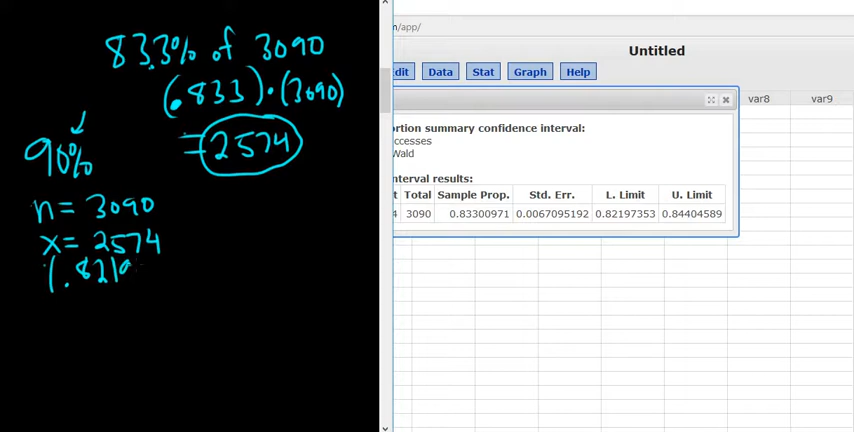 83.3% of 3090
(.833)·(3090)
= 2574
90%
n = 3090
x = 2574
(.8219
m/app/
Untitled
dit Data Stat Graph Help
var8 var9
ortion summary confidence interval:
ccesses
Wald
nterval results:
t Total Sample Prop. Std. Err. L. Limit U. Limit
4 3090 0.83300971 0.0067095192 0.82197353 0.84404589